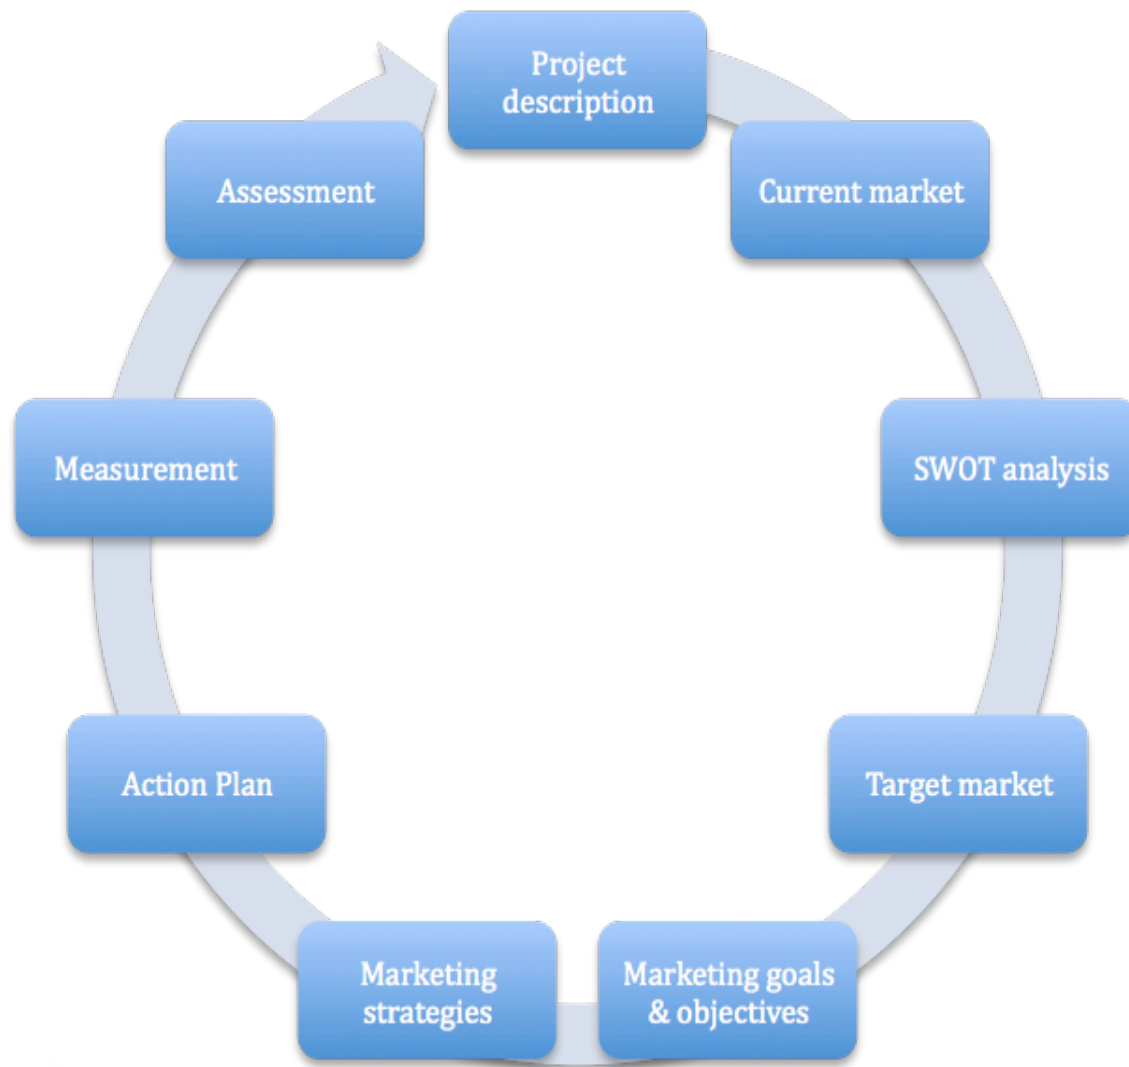 Project
description
Current market
SWOT analysis
Target market
Marketing goals
& objectives
Marketing
strategies
Action Plan
Measurement
Assessment